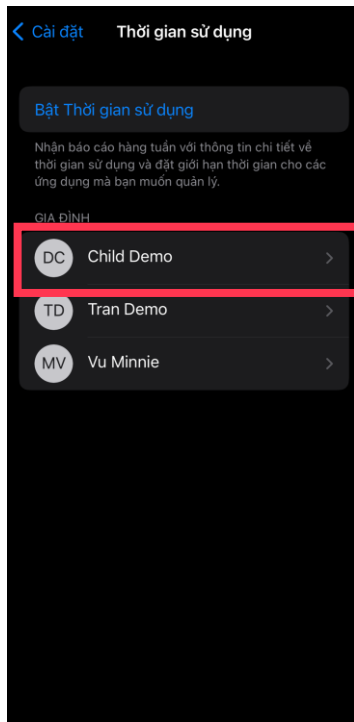 Cài đặt
Thời gian sử dụng
Bật Thời gian sử dụng
Nhận báo cáo hàng tuần với thông tin chi tiết về
thời gian sử dụng và đặt giới hạn thời gian cho các
ứng dụng mà bạn muốn quản lý.
GIA ĐÌNH
DC
Child Demo
TD
Tran Demo
MV
Vu Minnie